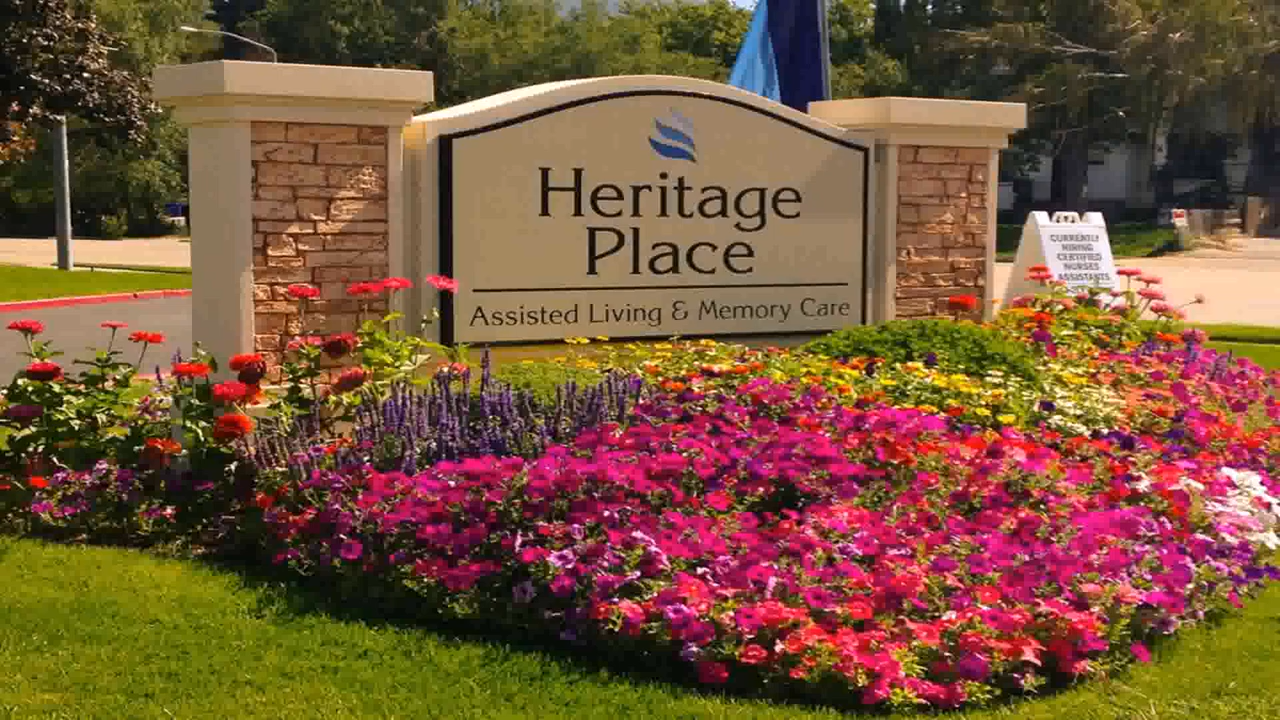 Heritage
Place
Assisted Living & Memory Care
CURRENTLY
HIRING
CERTIFIED
NURSES
ASSISTANTS